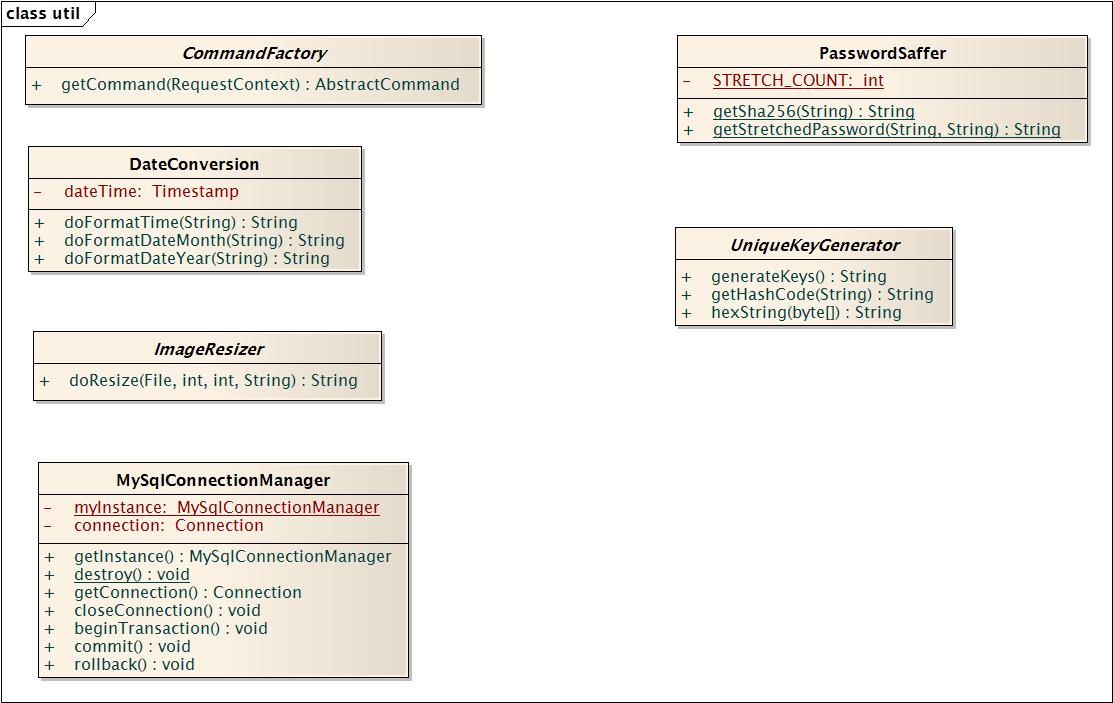 class util
CommandFactory
+ getCommand(RequestContext) : AbstractCommand
DateConversion
- dateTime: Timestamp
+ doFormatTime(String) : String
+ doFormatDateMonth(String) : String
+ doFormatDateYear(String) : String
ImageResizer
+ doResize(File, int, int, String) : String
MySqlConnectionManager
- myInstance: MySqlConnectionManager
- connection: Connection
+ getInstance() : MySqlConnectionManager
+ destroy() : void
+ getConnection() : Connection
+ closeConnection() : void
+ beginTransaction() : void
+ commit() : void
+ rollback() : void
PasswordSaffer
- STRETCH_COUNT: int
+ getSha256(String) : String
+ getStretchedPassword(String, String) : String
UniqueKeyGenerator
+ generateKeys() : String
+ getHashCode(String) : String
+ hexString(byte[]) : String